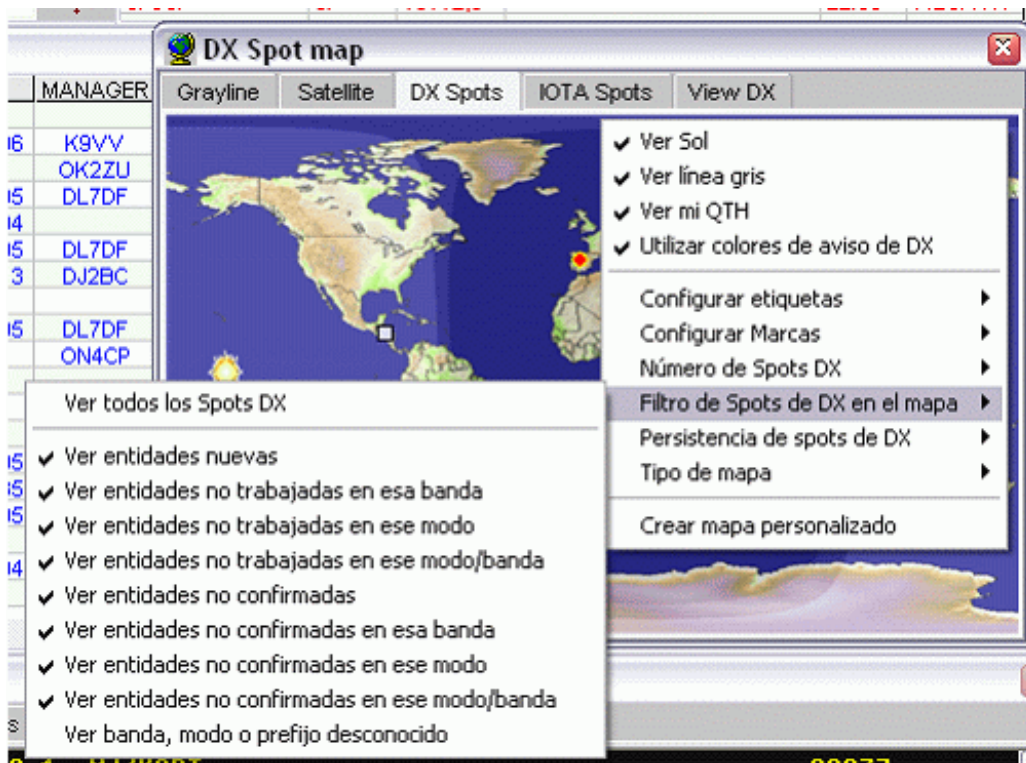 DX Spot map
MANAGER
Grayline Satellite DX Spots IOTA Spots View DX
K9VV
OK2ZU
DL7DF
DL7DF
3 DJ2BC
DL7DF
ON4CP
Ver Sol
Ver línea gris
Ver mi QTH
Utilizar colores de aviso de DX
Configurar etiquetas
Configurar Marcas
Número de Spots DX
Filtro de Spots de DX en el mapa
Persistencia de spots de DX
Tipo de mapa
Crear mapa personalizado
Ver todos los Spots DX
Ver entidades nuevas
Ver entidades no trabajadas en esa banda
Ver entidades no trabajadas en ese modo
Ver entidades no trabajadas en ese modo/banda
Ver entidades no confirmadas
Ver entidades no confirmadas en esa banda
Ver entidades no confirmadas en ese modo
Ver entidades no confirmadas en ese modo/banda
Ver banda, modo o prefijo desconocido